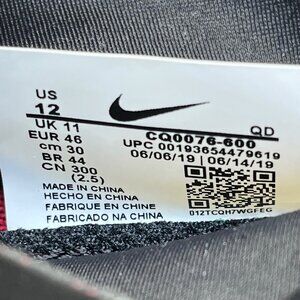 US
12
QD
UK 11
CQ0076-600
EUR 46
UPC 00193654479619
cm 30
06/06/19 | 06/14/19
BR 44
CN 300
(2.5)
MADE IN CHINA
HECHO EN CHINA
FABRIQUE EN CHINE
FABRICADO NA CHINA
012TCQH7WGFEG